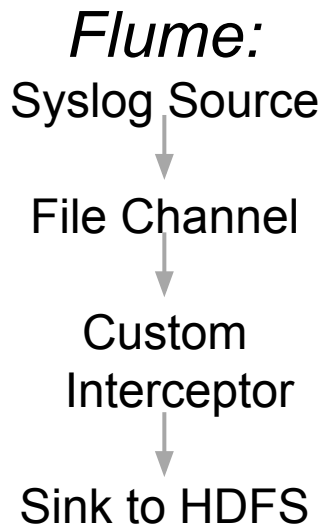 Flume:
Syslog Source
File Channel
Custom
Interceptor
Sink to HDFS